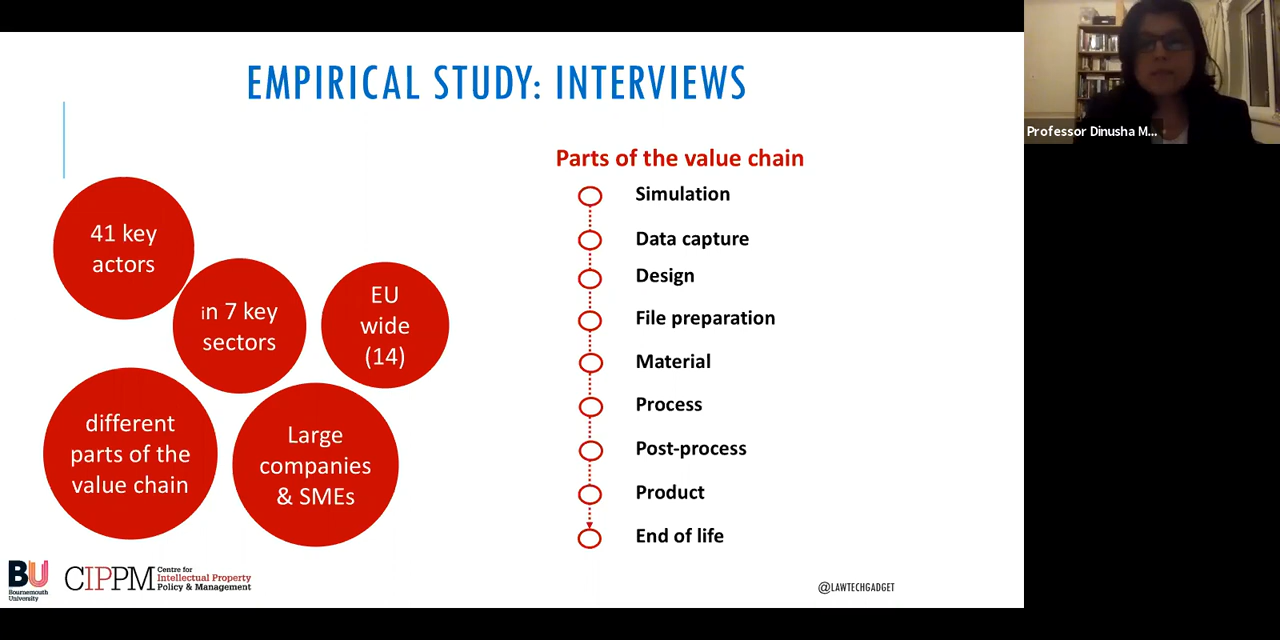 EMPIRICAL STUDY: INTERVIEWS
41 key
actors
in 7 key
sectors
EU
wide
(14)
different
parts of the
value chain
Large
companies
& SMEs
Parts of the value chain
Simulation
Data capture
Design
File preparation
Material
Process
Post-process
Product
End of life
BU
Bournemouth
University
CIPPM
Centre for
Intellectual Property
Policy & Management
@LAWTECHGADGET
Professor Dinusha M...